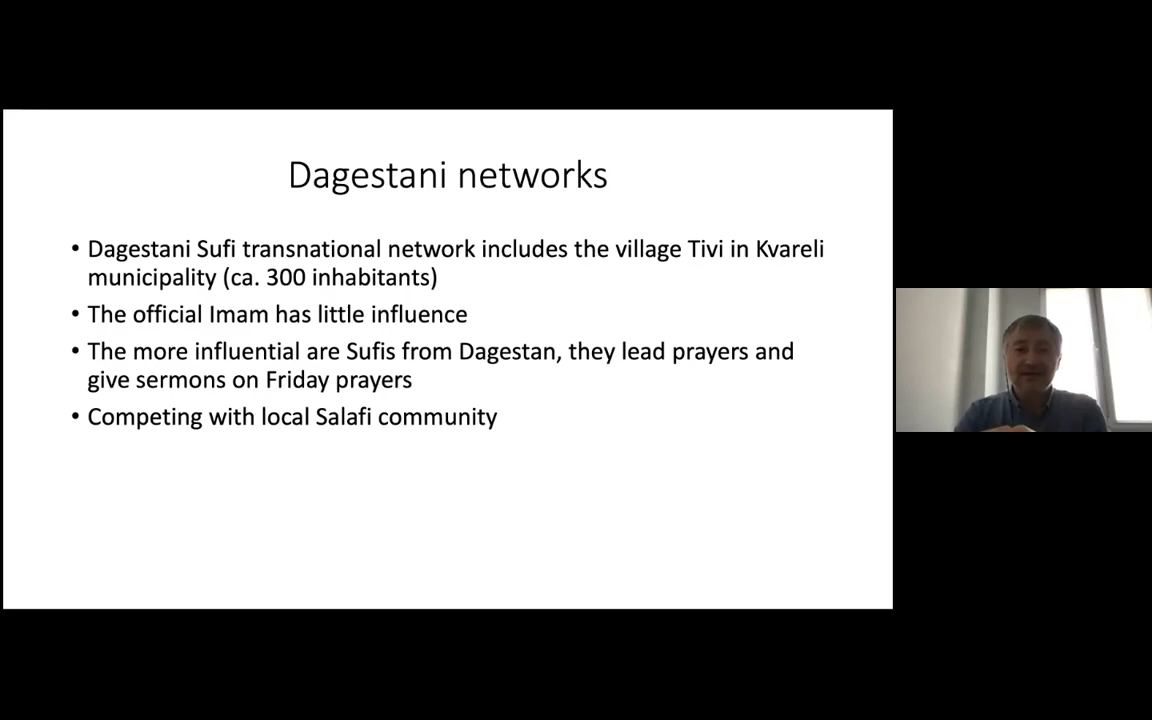 Dagestani networks
• Dagestani Sufi transnational network includes the village Tivi in Kvareli
municipality (ca. 300 inhabitants)
• The official Imam has little influence
• The more influential are Sufis from Dagestan, they lead prayers and
give sermons on Friday prayers
• Competing with local Salafi community